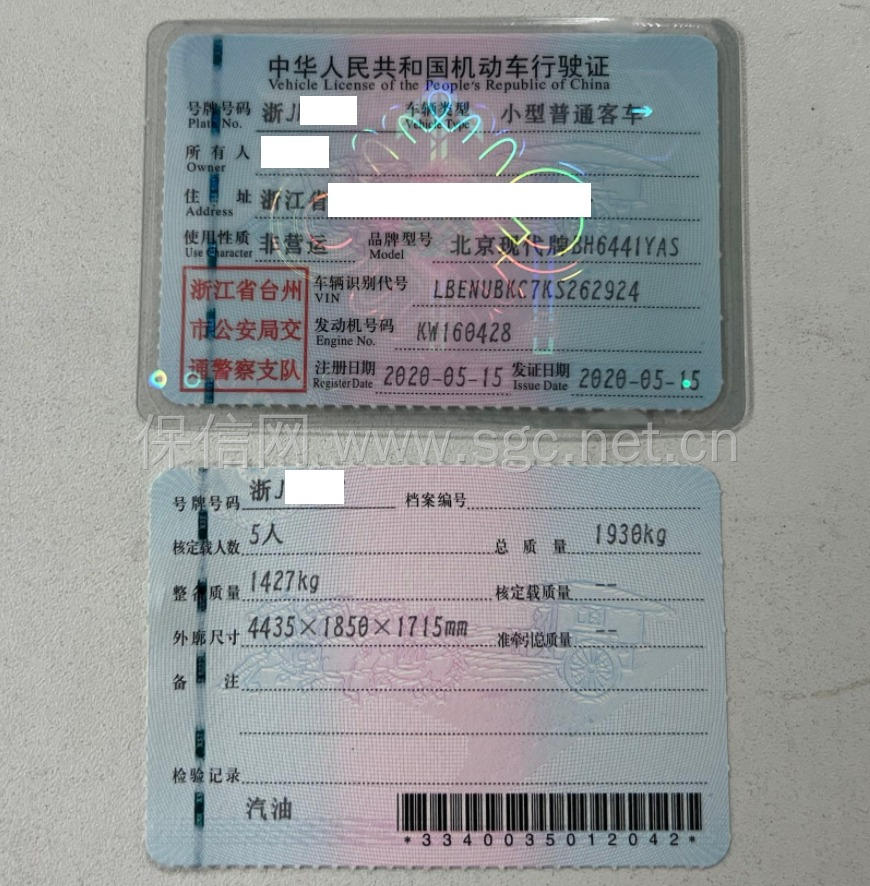 中华人民共和国机动车行驶证
Vehicle License of the People's Republic of China
号牌号码 浙J 车辆类型 小型普通客车
Plate No. Vehicle Type
所有人
Owner
住址 浙江省
Address
使用性质 非营运 品牌型号 北京现代牌BH6441YAS
Use Character Model
浙江省台州
市公安局交
通警察支队
车辆识别代号 LBENUBKC7KS262924
VIN
发动机号码 KW160428
Engine No.
注册日期 2020-05-15 发证日期 2020-05-15
Register Date Issue Date
保信网 www.sgc.net.cn
号牌号码 浙J 档案编号
核定载人数 5人 总质量 1930kg
整备质量 1427kg 核定载质量 --
外廓尺寸 4435×1850×1715mm 准牵引总质量 --
备注
检验记录
汽油
*3340035012042*